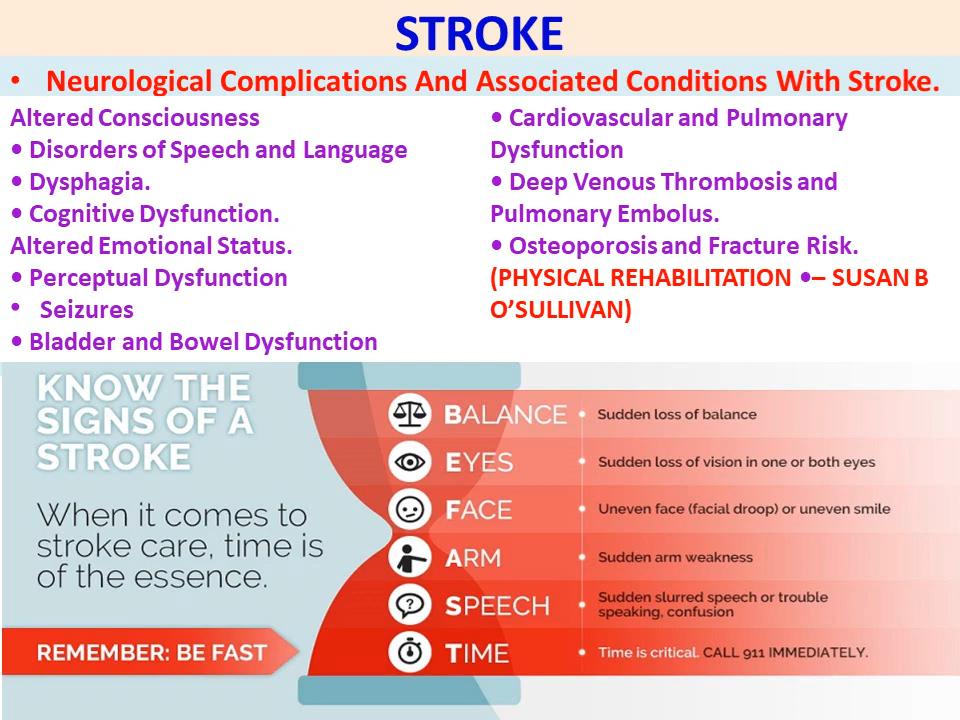 STROKE
• Neurological Complications And Associated Conditions With Stroke.
Altered Consciousness
• Disorders of Speech and Language
• Dysphagia.
• Cognitive Dysfunction.
Altered Emotional Status.
• Perceptual Dysfunction
• Seizures
• Bladder and Bowel Dysfunction
• Cardiovascular and Pulmonary
Dysfunction
• Deep Venous Thrombosis and
Pulmonary Embolus.
• Osteoporosis and Fracture Risk.
(PHYSICAL REHABILITATION •– SUSAN B
O’SULLIVAN)
KNOW THE
SIGNS OF A
STROKE
When it comes to
stroke care, time is
of the essence.
REMEMBER: BE FAST
BALANCE • Sudden loss of balance
EYES • Sudden loss of vision in one or both eyes
FACE • Uneven face (facial droop) or uneven smile
ARM • Sudden arm weakness
SPEECH • Sudden slurred speech or trouble
speaking, confusion
TIME • Time is critical. CALL 911 IMMEDIATELY.